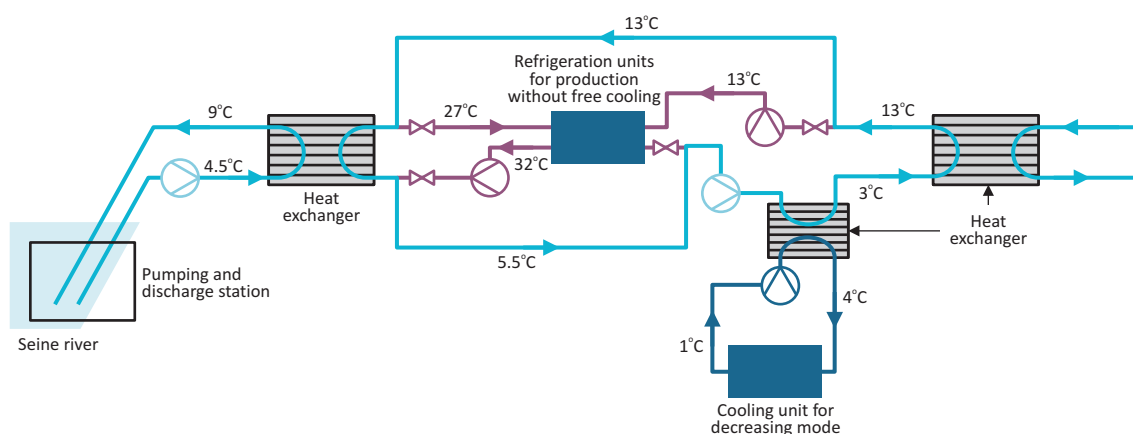 13°C
Refrigeration units
for production
without free cooling
9°C
27°C
13°C
13°C
4.5°C
32°C
Heat
exchanger
3°C
Heat
exchanger
5.5°C
Pumping and
discharge station
4°C
Seine river
1°C
Cooling unit for
decreasing mode